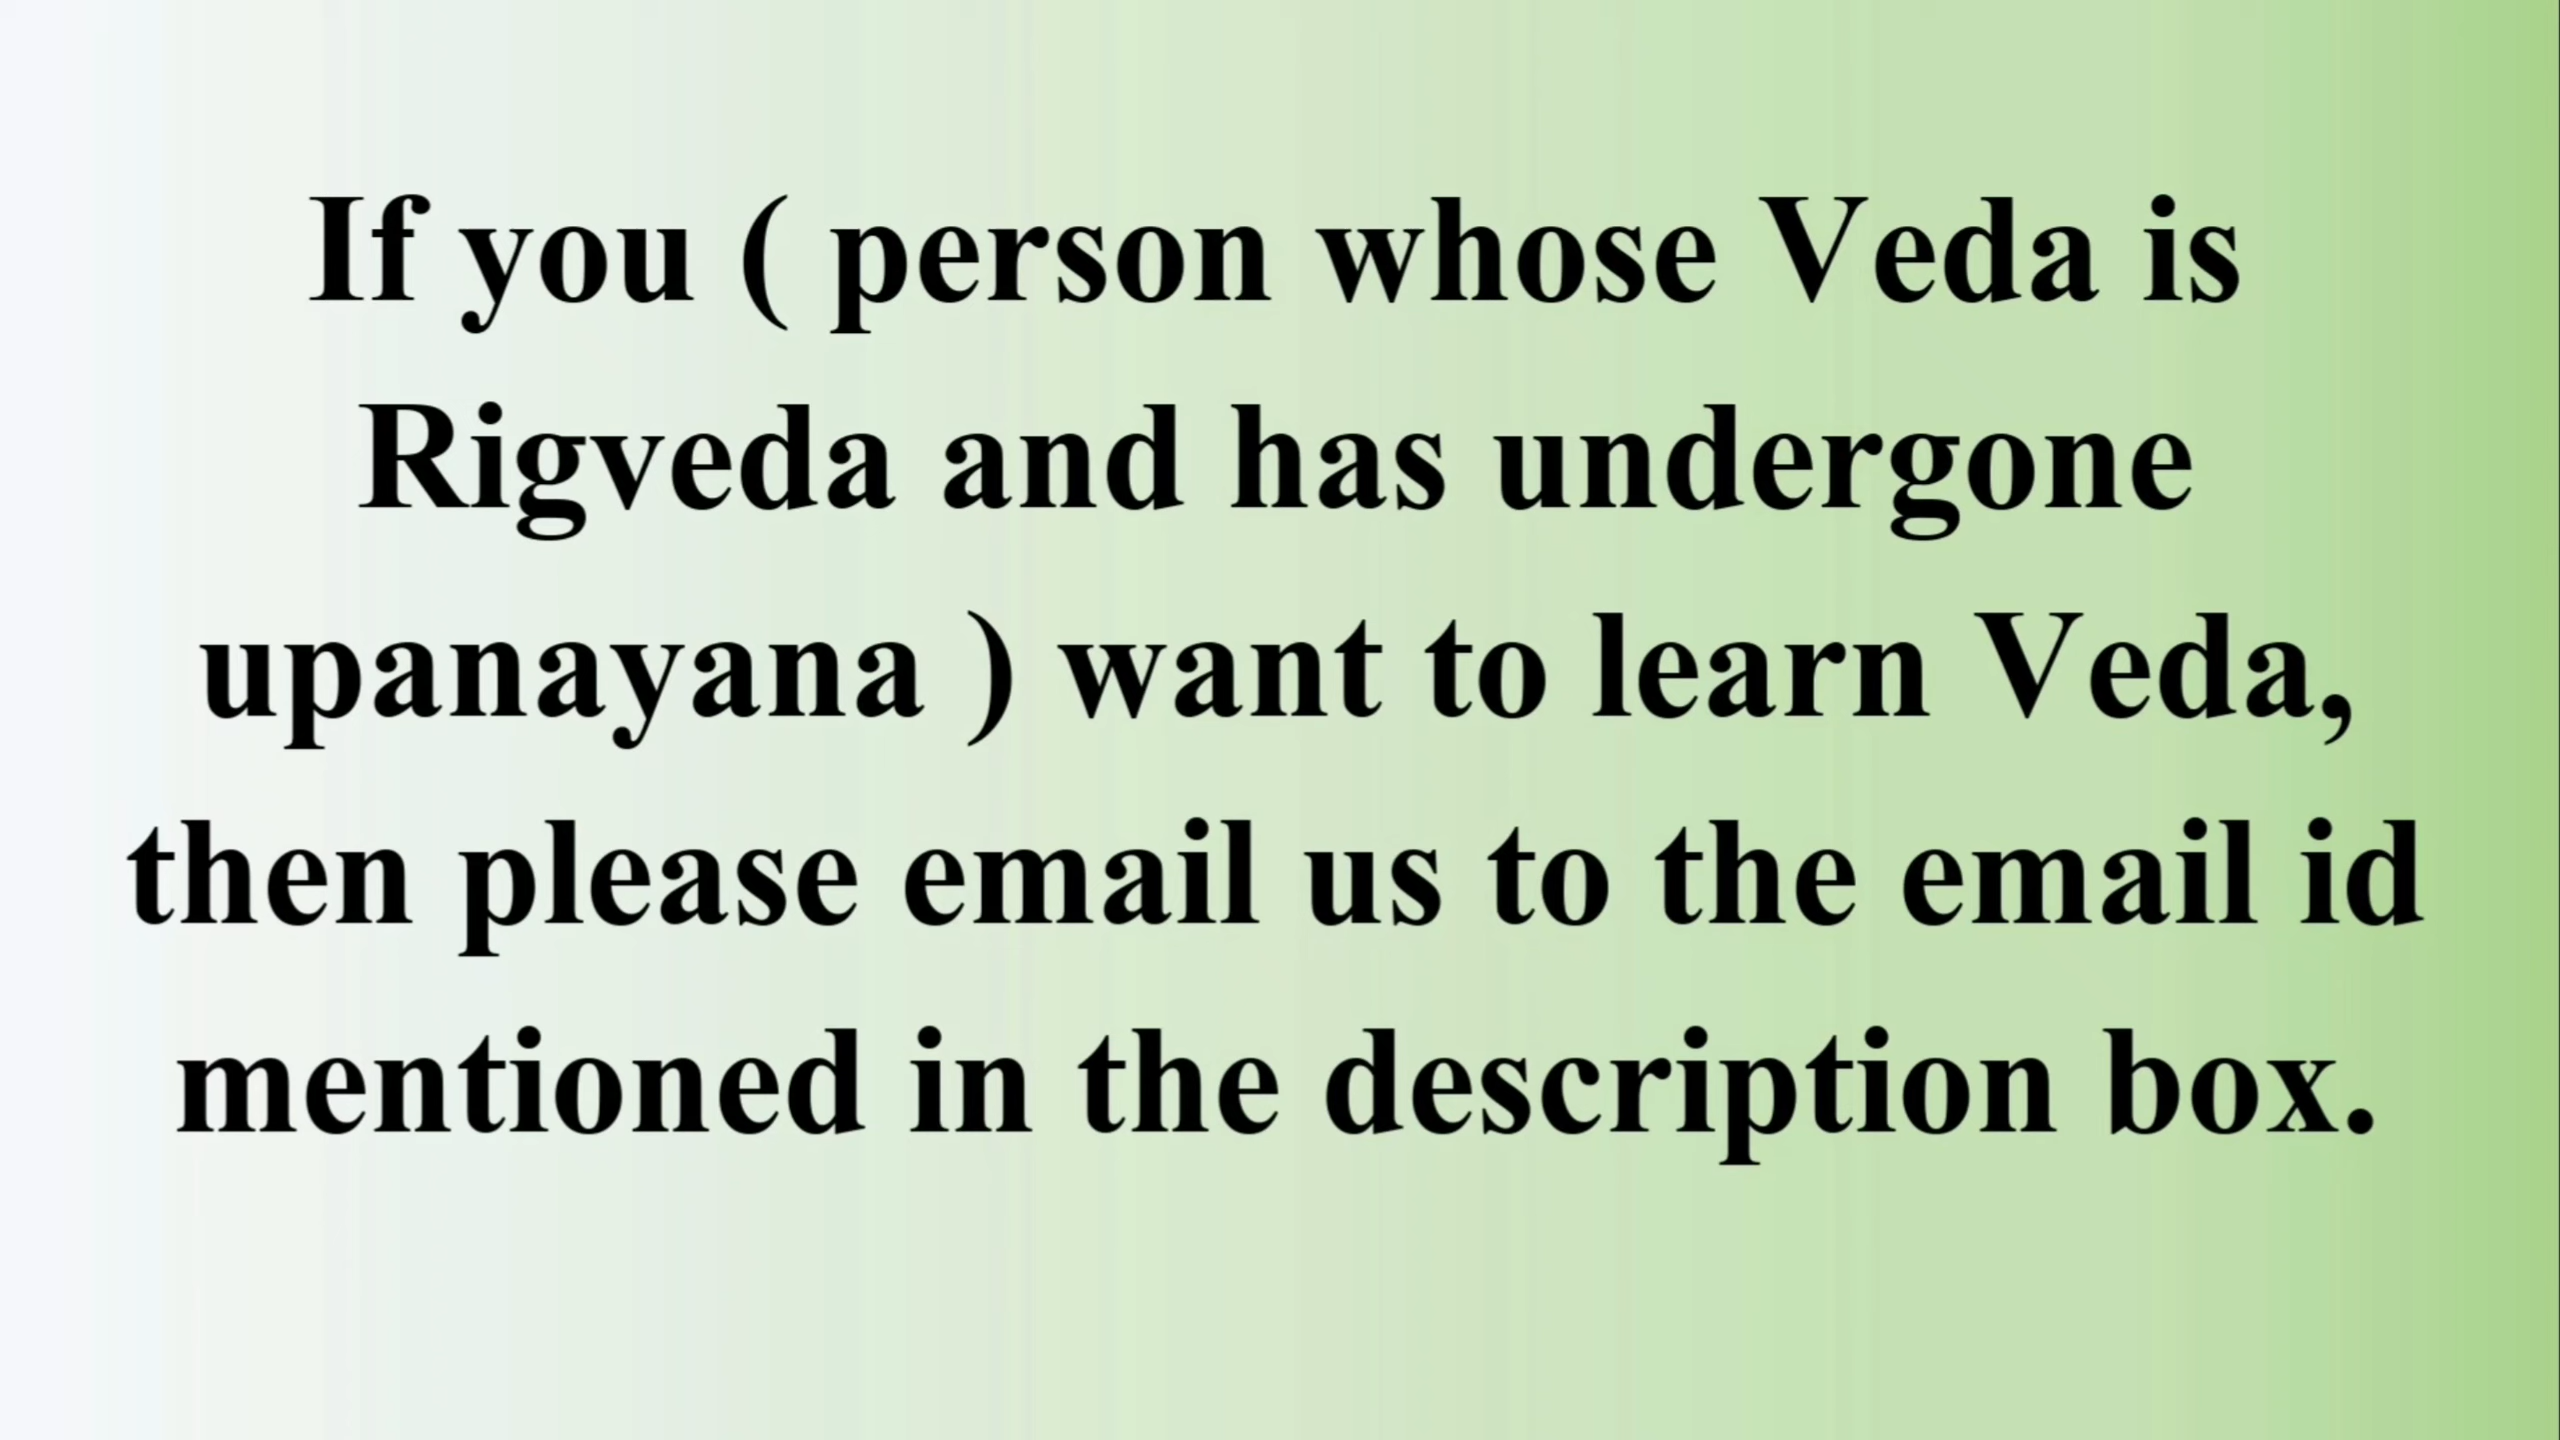 If you ( person whose Veda is
Rigveda and has undergone
upanayana ) want to learn Veda,
then please email us to the email id
mentioned in the description box.